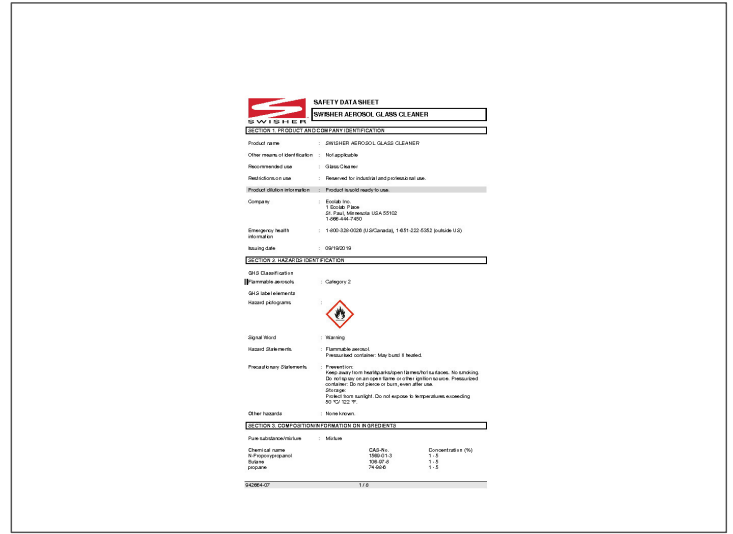 SWISHER
SAFETY DATA SHEET
SWISHER AEROSOL GLASS CLEANER
SECTION 1. PRODUCT AND COMPANY IDENTIFICATION
Product name : SWISHER AEROSOL GLASS CLEANER
Other means of identification : Not applicable
Recommended use : Glass Cleaner
Restrictions on use : Reserved for industrial and professional use.
Product dilution information : Product is sold ready to use.
Company : Ecolab Inc.
1 Ecolab Place
St. Paul, Minnesota USA 55102
1-866-444-7450
Emergency health information : 1-800-328-0026 (US/Canada), 1-651-222-5352 (outside US)
Issuing date : 09/19/2019
SECTION 2. HAZARDS IDENTIFICATION
GHS Classification
Flammable aerosols : Category 2
GHS label elements
Hazard pictograms :
Signal Word : Warning
Hazard Statements : Flammable aerosol.
Pressurised container: May burst if heated.
Precautionary Statements : Prevention:
Keep away from heat/sparks/open flames/hot surfaces. No smoking.
Do not spray on an open flame or other ignition source. Pressurized
container: Do not pierce or burn, even after use.
Storage:
Protect from sunlight. Do not expose to temperatures exceeding
50 °C/ 122 °F.
Other hazards : None known.
SECTION 3. COMPOSITION/INFORMATION ON INGREDIENTS
Pure substance/mixture : Mixture
Chemical name CAS-No. Concentration (%)
N-Propoxypropanol 1569-01-3 1 - 5
Butane 106-97-8 1 - 5
propane 74-98-6 1 - 5
942664-07 1 / 8